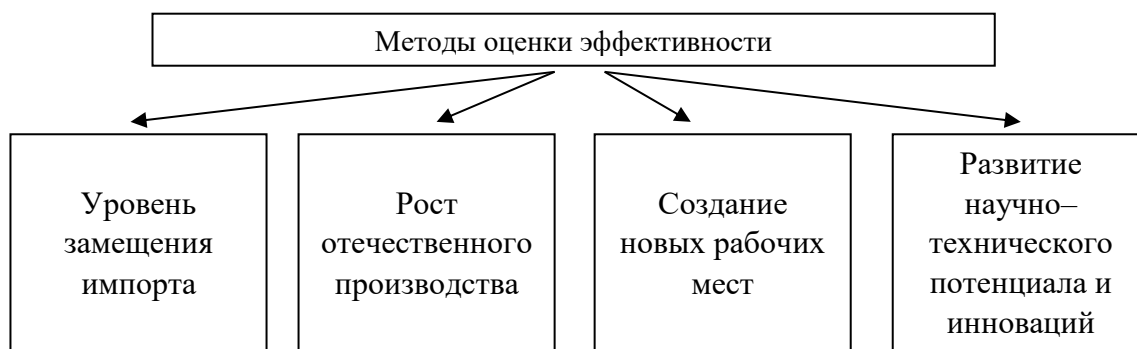 Методы оценки эффективности
Уровень
замещения
импорта
Рост
отечественного
производства
Создание
новых рабочих
мест
Развитие
научно–
технического
потенциала и
инноваций